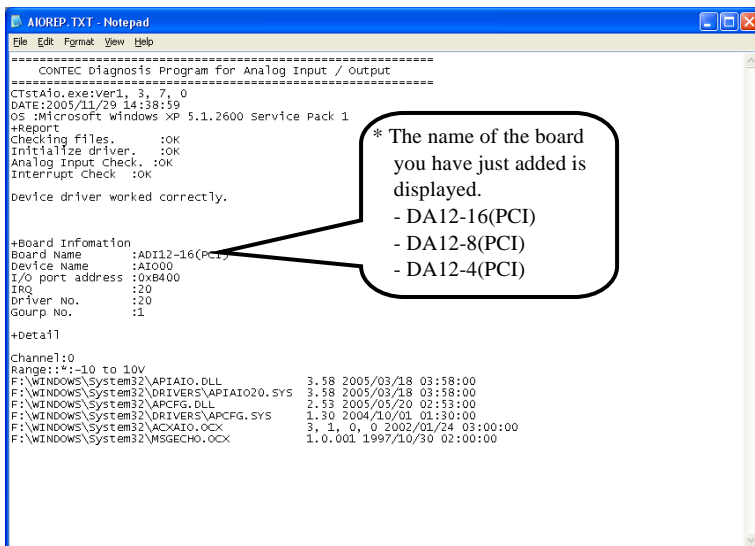 AIOREP.TXT - Notepad
File Edit Format View Help
============================================================
CONTEC Diagnosis Program for Analog Input / Output
============================================================
CTstAio.exe:Ver1, 3, 7, 0
DATE:2005/11/29 14:38:59
OS :Microsoft Windows XP 5.1.2600 Service Pack 1
+Report
Checking files. :OK
Initialize driver. :OK
Analog Input Check. :OK
Interrupt Check :OK
Device driver worked correctly.
+Board Infomation
Board Name :ADI12-16(PCI)
Device Name :AIO00
I/O port address :0xB400
IRQ :20
Driver No. :20
Gourp No. :1
+Detail
Channel:0
Range::":-10 to 10V
F:\WINDOWS\System32\APIAIO.DLL 3.58 2005/03/18 03:58:00
F:\WINDOWS\System32\DRIVERS\APIAIO20.SYS 3.58 2005/03/18 03:58:00
F:\WINDOWS\System32\APCFG.DLL 2.53 2005/05/20 02:53:00
F:\WINDOWS\System32\DRIVERS\APCFG.SYS 1.30 2004/10/01 01:30:00
F:\WINDOWS\System32\ACXAIO.OCX 3, 1, 0, 0 2002/01/24 03:00:00
F:\WINDOWS\System32\MSGECHO.OCX 1.0.001 1997/10/30 02:00:00
* The name of the board
you have just added is
displayed.
- DA12-16(PCI)
- DA12-8(PCI)
- DA12-4(PCI)